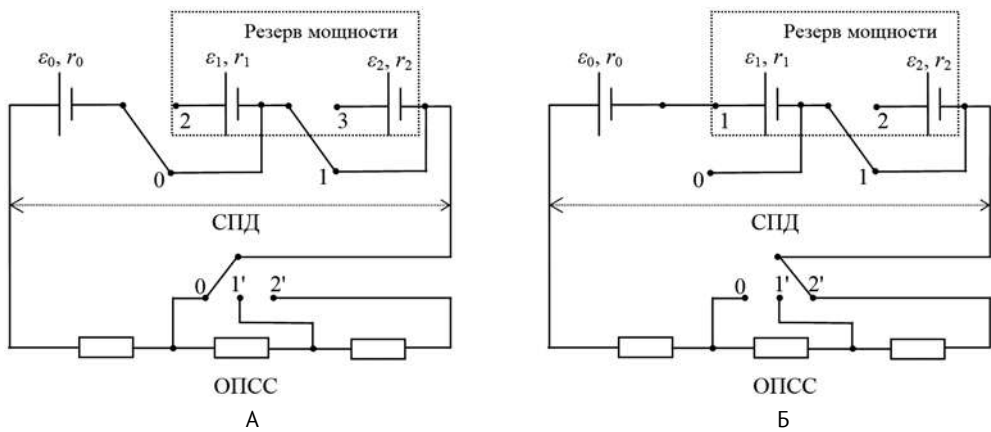 Резерв мощности
ε0, r0
ε1, r1
ε2, r2
2
3
0
1
СПД
0
1'
2'
ОПСС
А
Резерв мощности
ε0, r0
ε1, r1
ε2, r2
1
2
0
1
СПД
0
1'
2'
ОПСС
Б